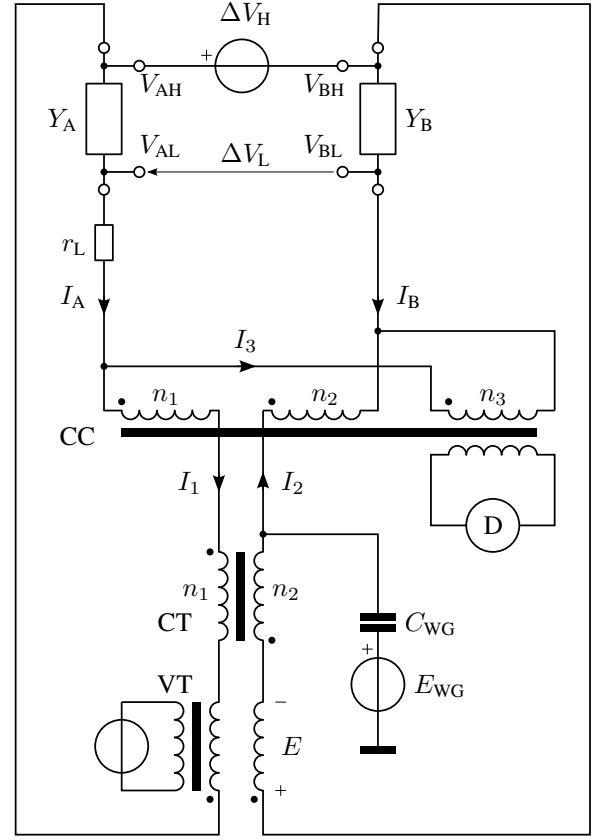 ΔV_H
+
V_AH V_BH
Y_A Y_B
V_AL ΔV_L V_BL
r_L
I_A I_B
I_3
n_1 n_2 n_3
CC
I_1 I_2
D
n_1 n_2
CT C_WG
+
VT E_WG
−
E
+